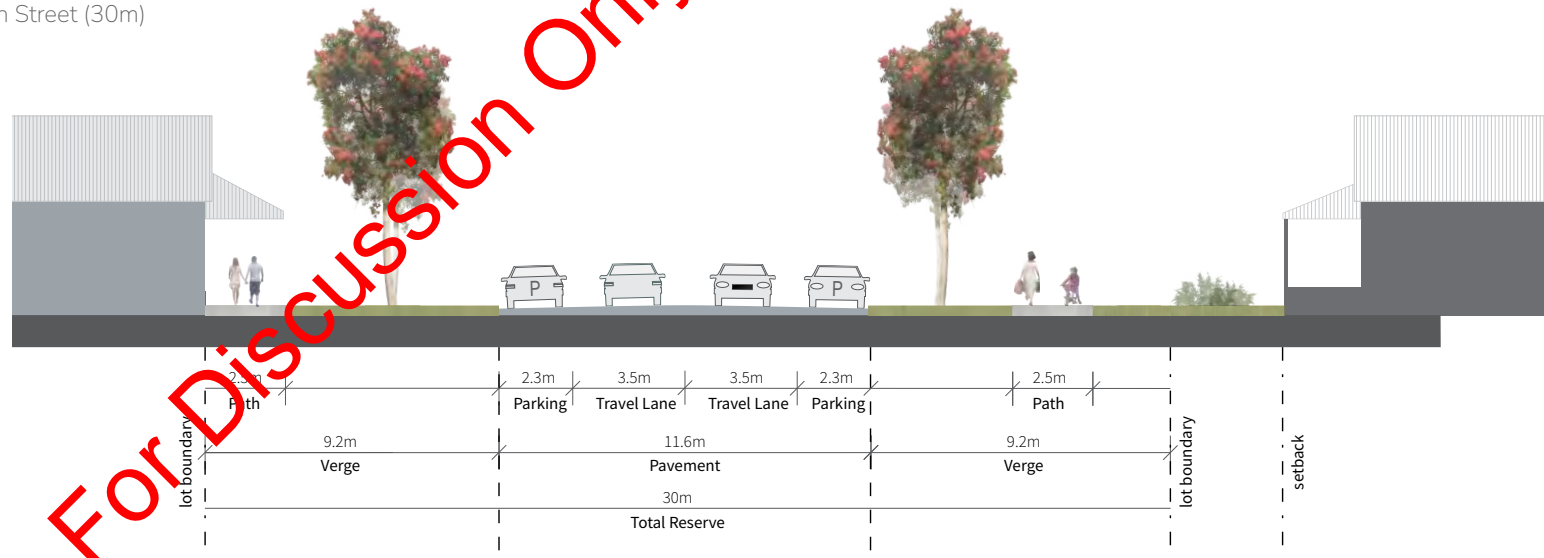 n Street (30m)
For Discussion Only
P P P
2.3m 3.5m 3.5m 2.3m 2.5m
Path Parking Travel Lane Travel Lane Parking Path
lot boundary lot boundary setback
9.2m 11.6m 9.2m
Verge Pavement Verge
30m
Total Reserve